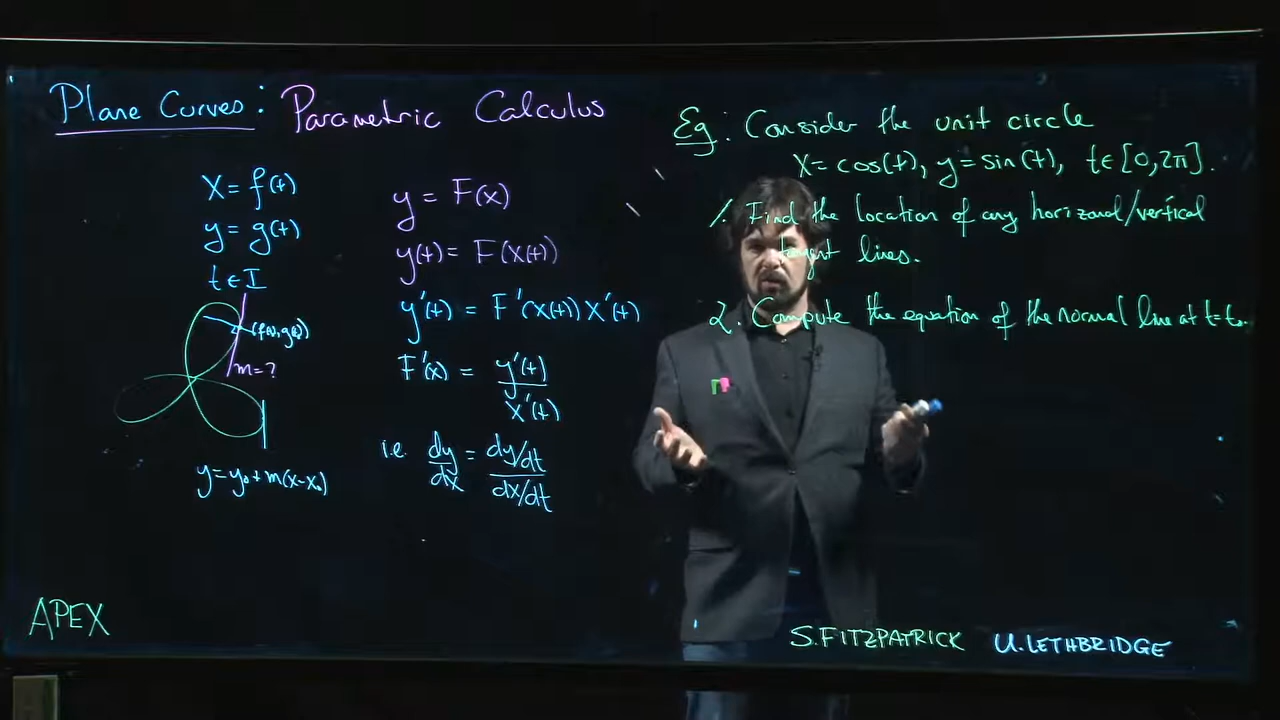 Plane Curves: Parametric Calculus
x = f(t)
y = g(t)
t ∈ I
(f(t), g(t))
m = ?
y = y₀ + m(x - x₀)
y = F(x)
y(t) = F(x(t))
y'(t) = F'(x(t)) x'(t)
F'(x) = y'(t) / x'(t)
i.e. dy/dx = dy/dt / dx/dt
Eg: Consider the unit circle
x = cos(t), y = sin(t), t ∈ [0, 2π].
1. Find the location of any horizonal/vertical
tangent lines.
2. Compute the equation of the normal line at t = t₀.
APEX
S. FITZPATRICK U. LETHBRIDGE